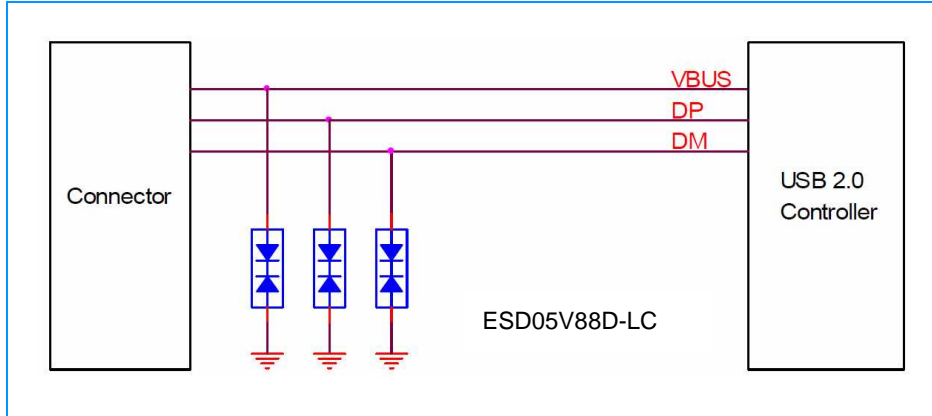 VBUS
DP
DM
Connector
USB 2.0
Controller
ESD05V88D-LC